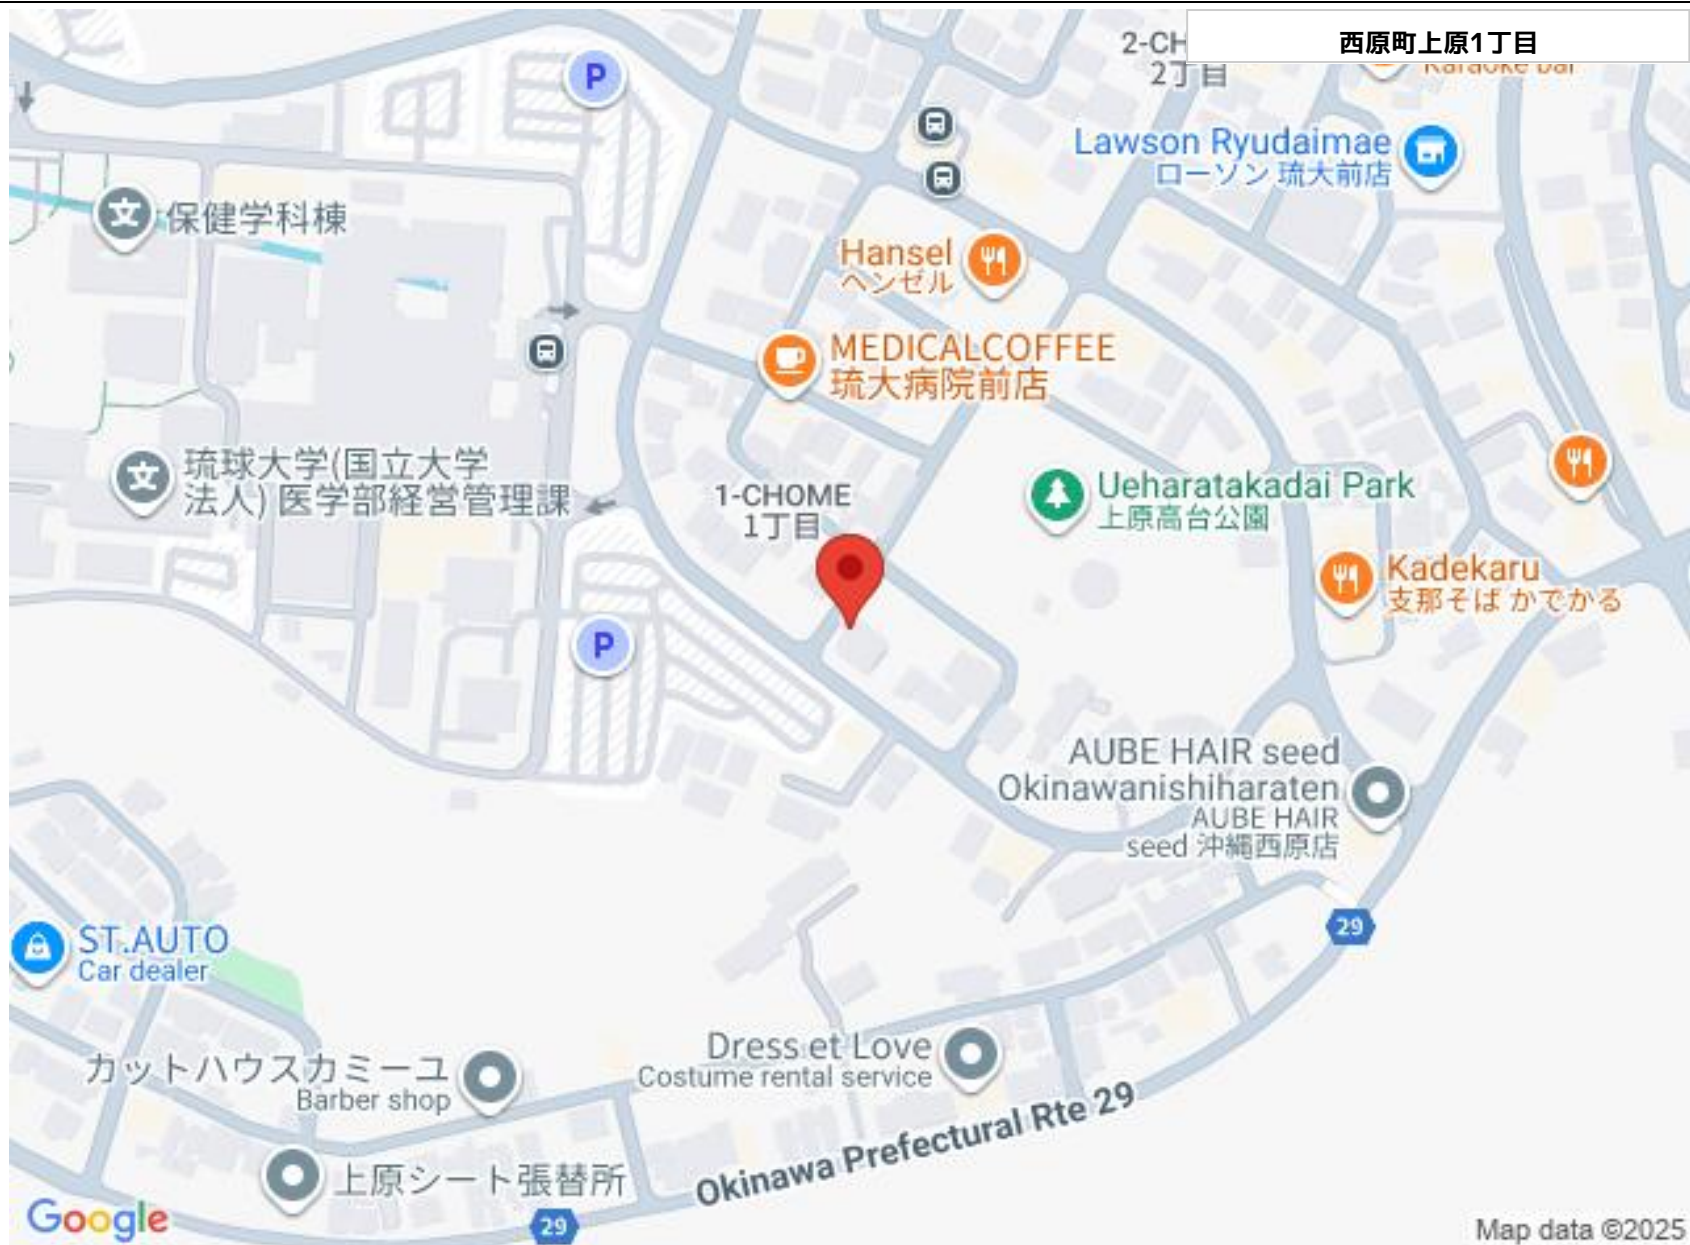 西原町上原1丁目
2丁目
Karaoke bar
P
Lawson Ryudaimae
ローソン 琉大前店
文
保健学科棟
Hansel
ヘンゼル
MEDICALCOFFEE
琉大病院前店
文
琉球大学(国立大学
法人) 医学部経営管理課
1-CHOME
1丁目
Ueharatakadai Park
上原高台公園
Kadekaru
支那そば かでかる
P
AUBE HAIR seed
Okinawanishiharaten
AUBE HAIR
seed 沖縄西原店
29
ST.AUTO
Car dealer
カットハウスカミーユ
Barber shop
Dress et Love
Costume rental service
Okinawa Prefectural Rte 29
上原シート張替所
29
Google
Map data ©2025